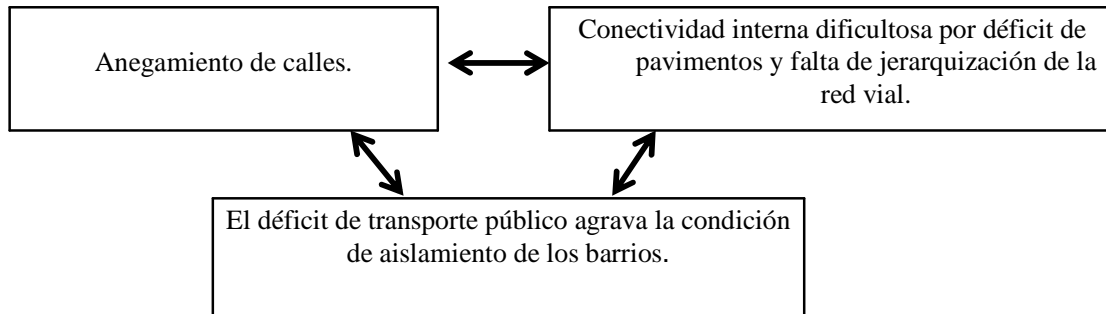 Anegamiento de calles.
Conectividad interna dificultosa por déficit de
pavimentos y falta de jerarquización de la
red vial.
El déficit de transporte público agrava la condición
de aislamiento de los barrios.